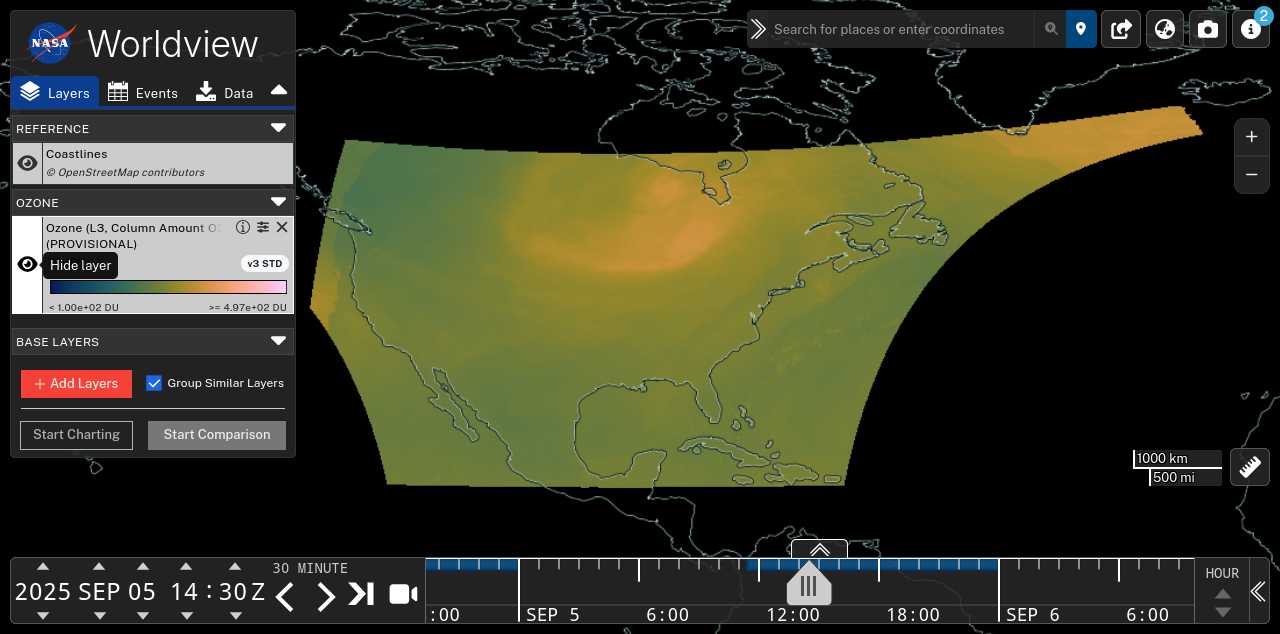 NASA
Worldview
Layers
Events
Data
REFERENCE
Coastlines
© OpenStreetMap contributors
OZONE
Ozone (L3, Column Amount
(PROVISIONAL)
Hide layer
v3 STD
< 1.00e+02 DU
>= 4.97e+02 DU
BASE LAYERS
+ Add Layers
Group Similar Layers
Start Charting
Start Comparison
Search for places or enter coordinates
2
+
−
1000 km
500 mi
2025 SEP 05 14 : 30 Z
30 MINUTE
:00
SEP 5
6:00
12:00
18:00
SEP 6
6:00
HOUR